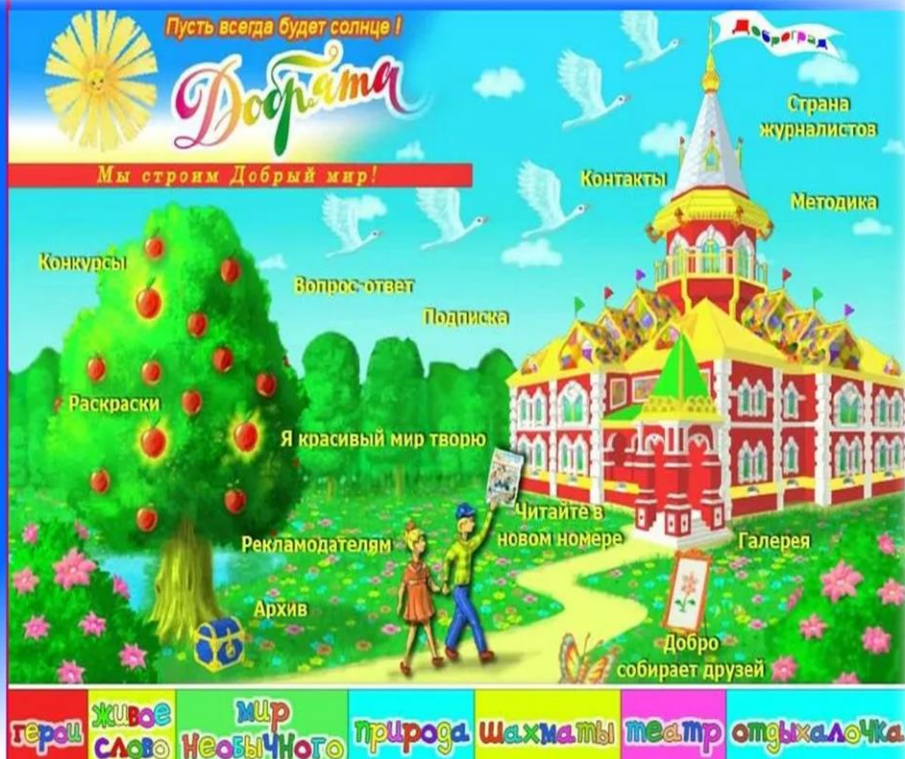 Пусть всегда будет солнце !
Доброград
Добрята
Страна
журналистов
Мы строим Добрый мир!
Контакты
Методика
Конкурсы
Вопрос-ответ
Подписка
Раскраски
Я красивый мир творю
Читайте в
новом номере
Рекламодателям
Галерея
Архив
Добро
собирает друзей
герои
живое
слово
мир
необычного
природа
шахматы
театр
отдыхалочка